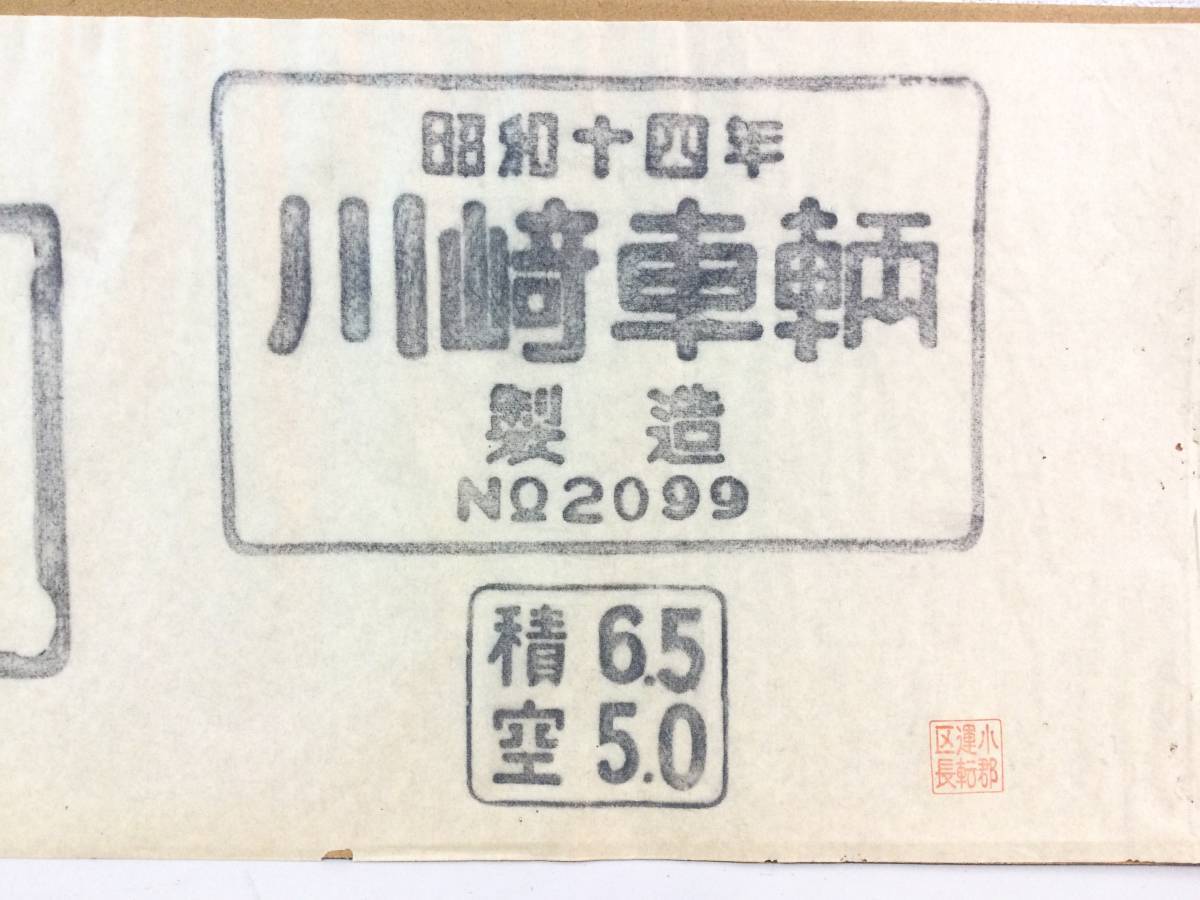 昭和十四年
川崎車輌
製造
NO2099
積 6.5
空 5.0
小郡
運転
区長